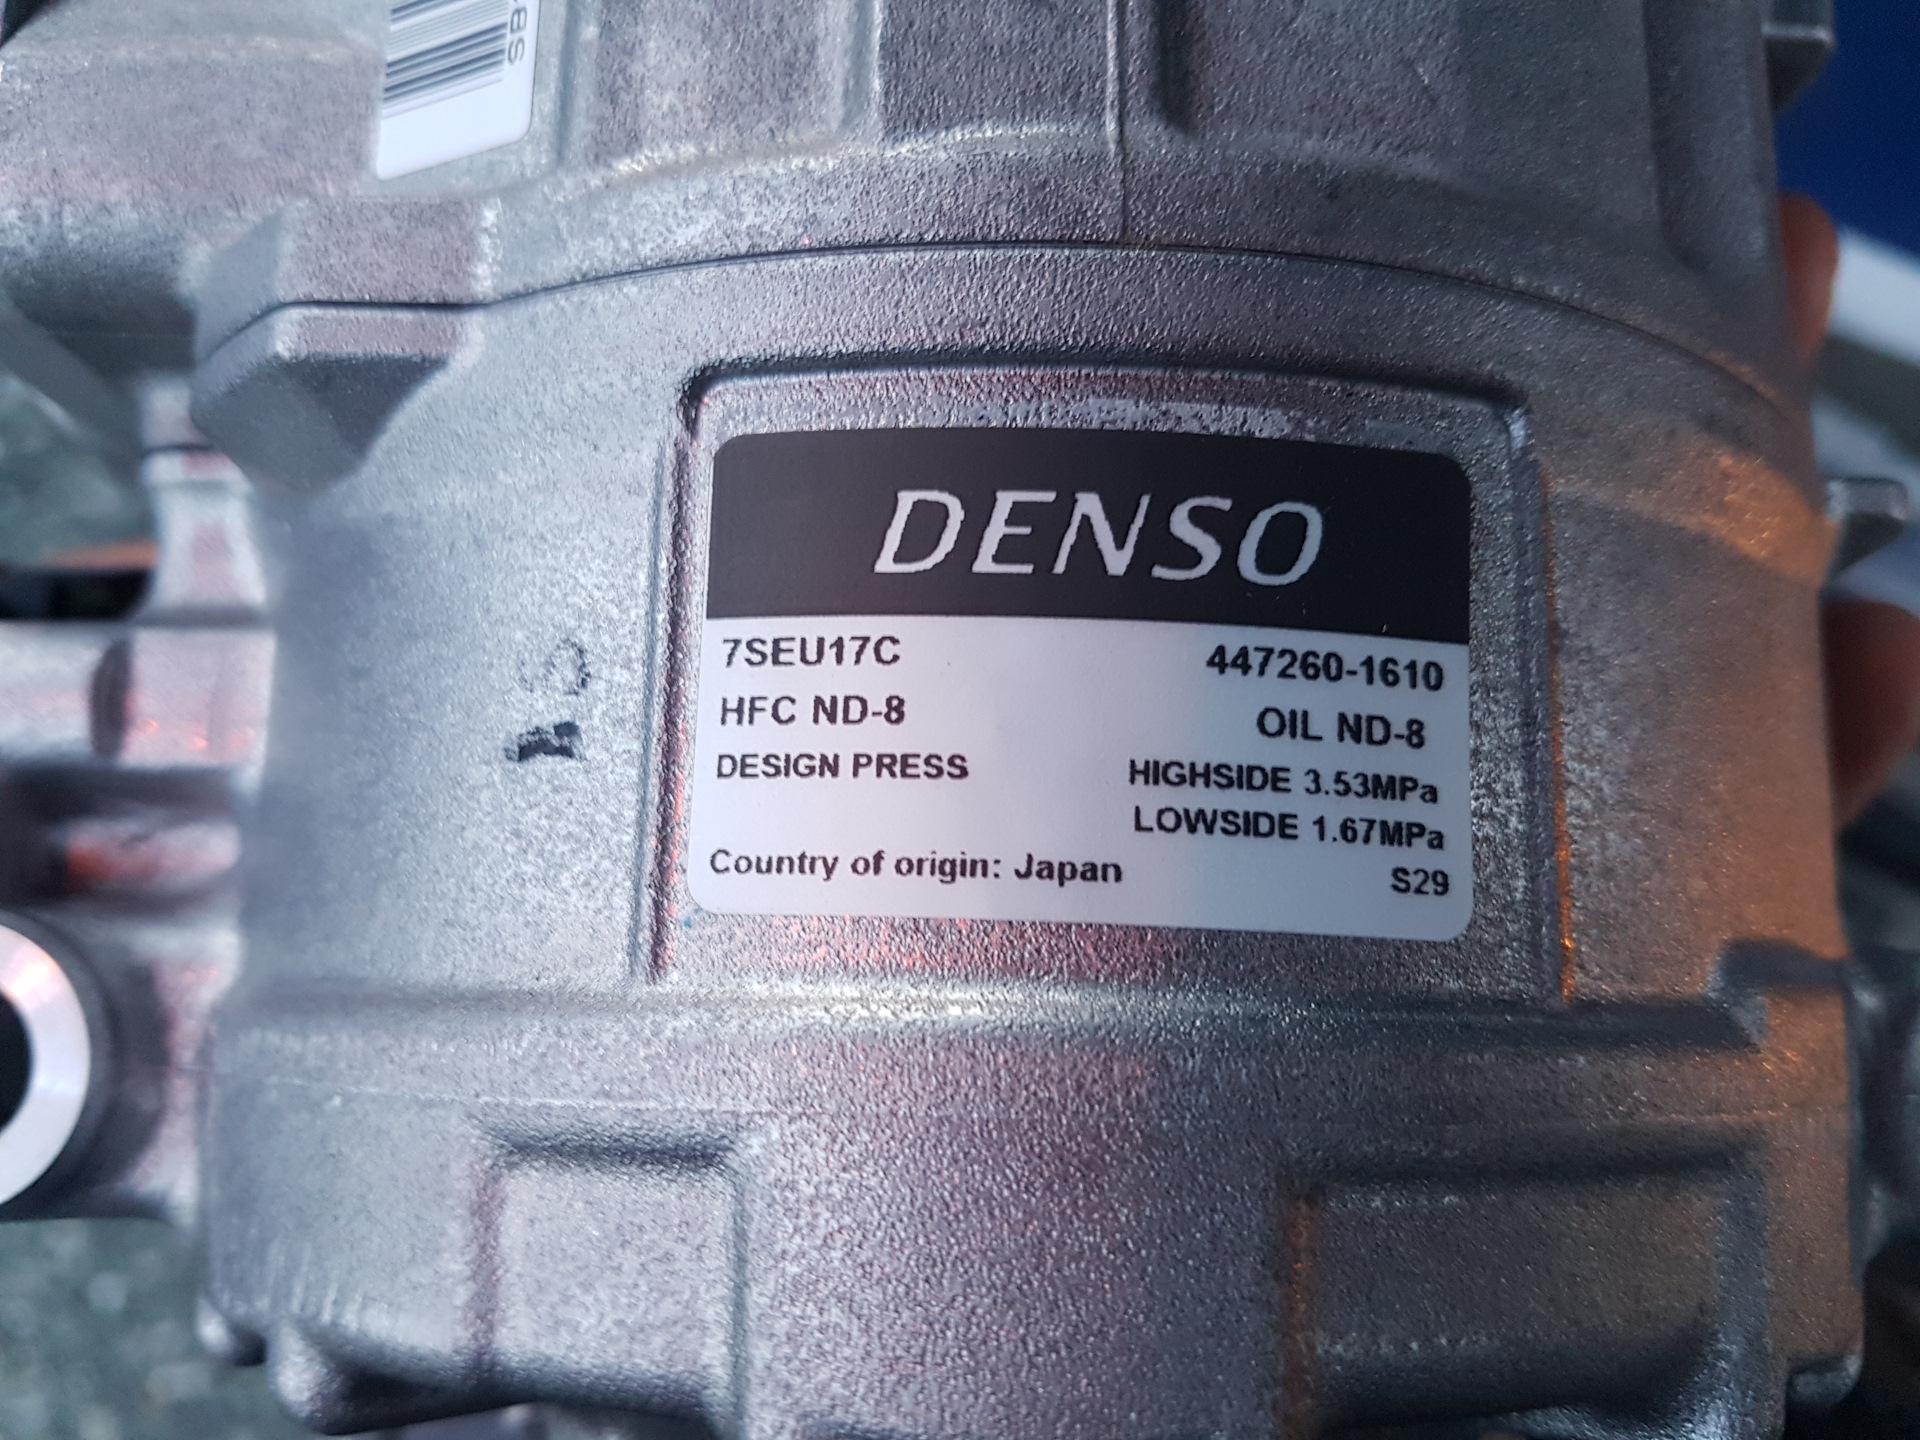 DENSO
7SEU17C 447260-1610
HFC ND-8 OIL ND-8
DESIGN PRESS HIGHSIDE 3.53MPa
LOWSIDE 1.67MPa
Country of origin: Japan S29